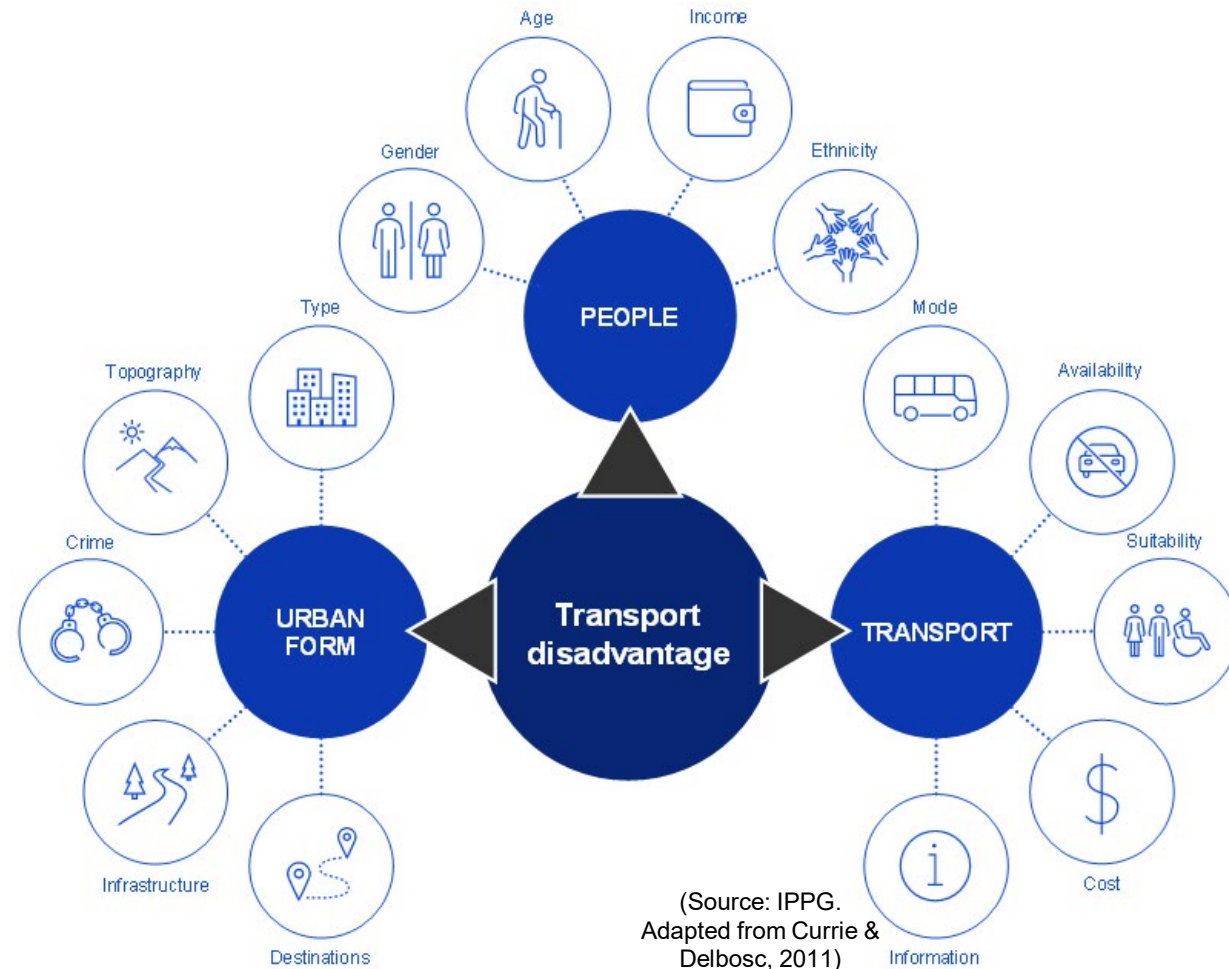 Age
Income
Gender
Ethnicity
PEOPLE
Type
Mode
Topography
Availability
Crime
Suitability
URBAN
FORM
Transport
disadvantage
TRANSPORT
Infrastructure
Cost
Destinations
Information
$
i
(Source: IPPG.
Adapted from Currie &
Delbosc, 2011)